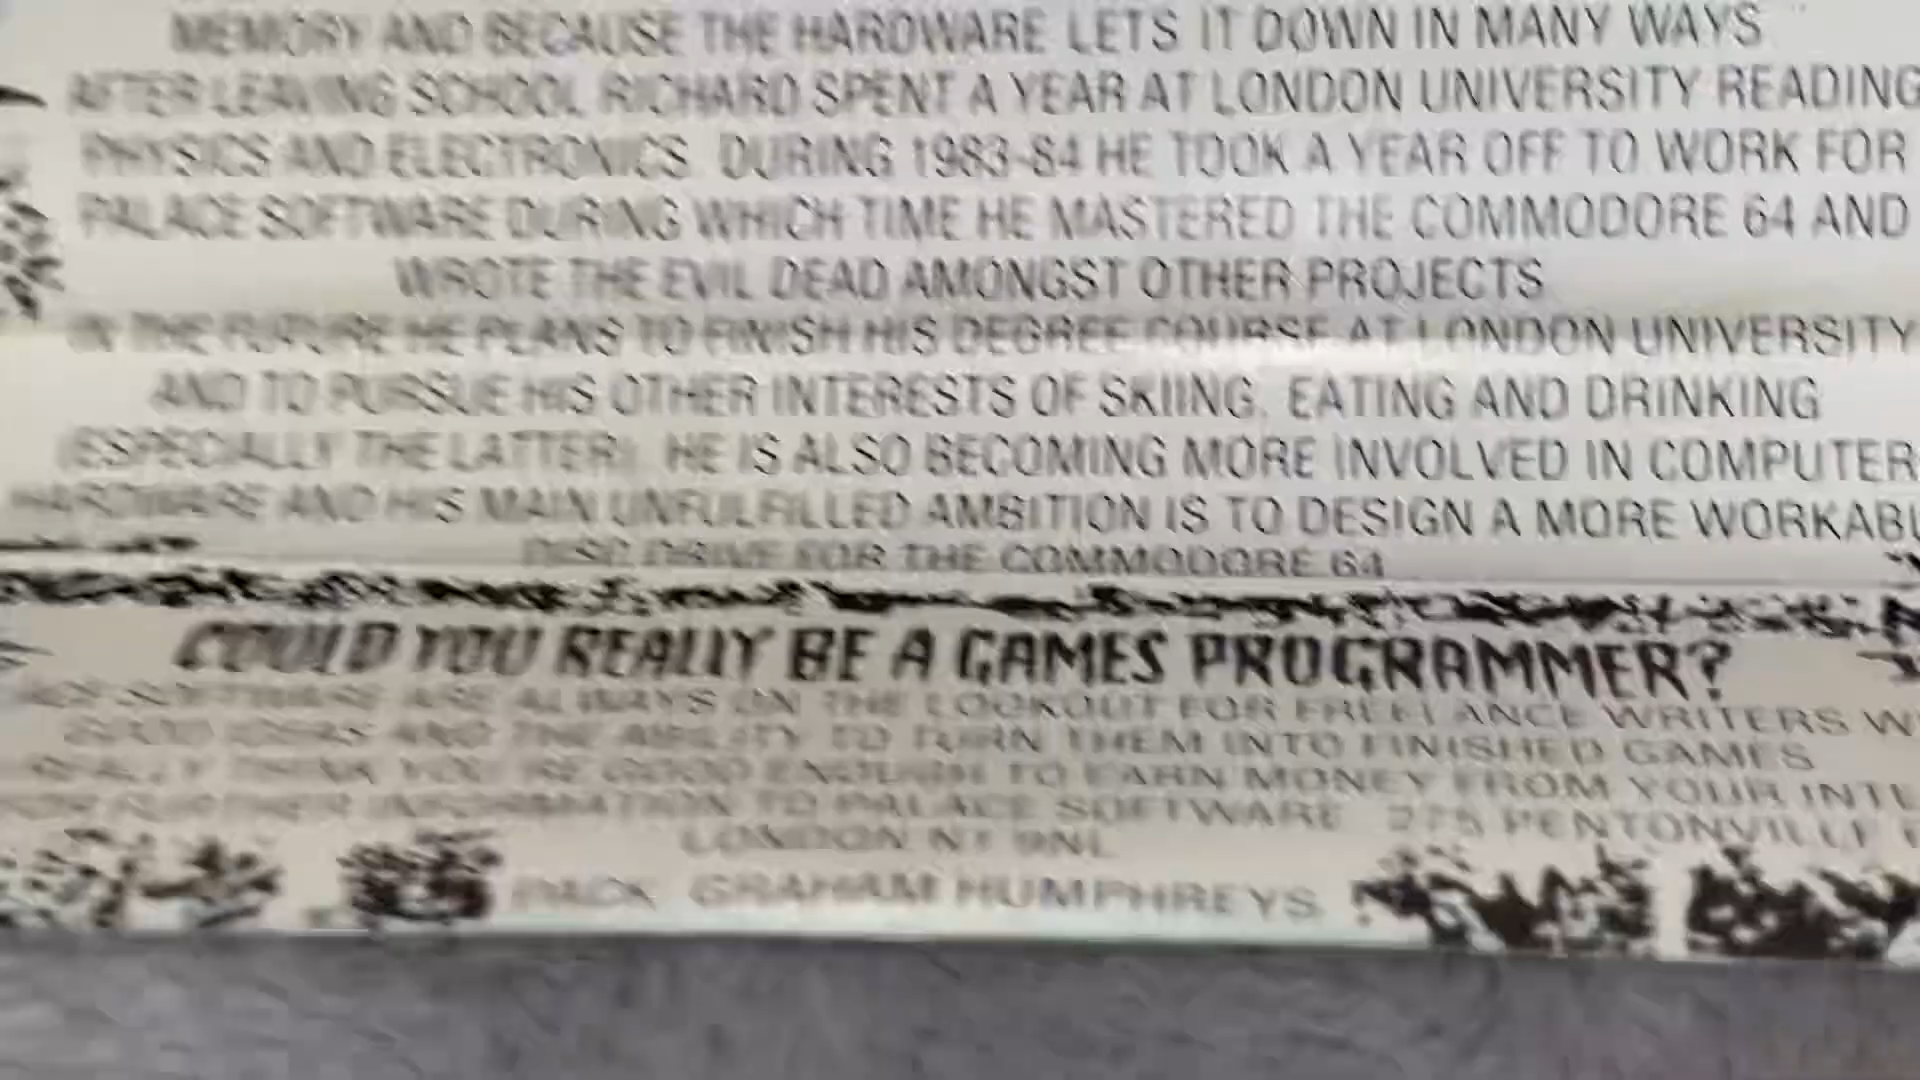 MEMORY AND BECAUSE THE HARDWARE LETS IT DOWN IN MANY WAYS
AFTER LEAVING SCHOOL RICHARD SPENT A YEAR AT LONDON UNIVERSITY READING
PHYSICS AND ELECTRONICS. DURING 1983-84 HE TOOK A YEAR OFF TO WORK FOR
PALACE SOFTWARE DURING WHICH TIME HE MASTERED THE COMMODORE 64 AND
WROTE THE EVIL DEAD AMONGST OTHER PROJECTS
IN THE FUTURE HE PLANS TO FINISH HIS DEGREE COURSE AT LONDON UNIVERSITY
AND TO PURSUE HIS OTHER INTERESTS OF SKIING, EATING AND DRINKING
(ESPECIALLY THE LATTER). HE IS ALSO BECOMING MORE INVOLVED IN COMPUTER
HARDWARE AND HIS MAIN UNFULFILLED AMBITION IS TO DESIGN A MORE WORKABL
DISC DRIVE FOR THE COMMODORE 64
COULD YOU REALLY BE A GAMES PROGRAMMER?
SOFTWARE ARE ALWAYS ON THE LOOKOUT FOR FREELANCE WRITERS W
GOOD IDEAS AND THE ABILITY TO TURN THEM INTO FINISHED GAMES
REALLY THINK YOU'RE GOOD ENOUGH TO EARN MONEY FROM YOUR INTE
FOR FURTHER INFORMATION TO PALACE SOFTWARE 275 PENTONVILLE
LONDON N1 9NL
PACK GRAHAM HUMPHREYS